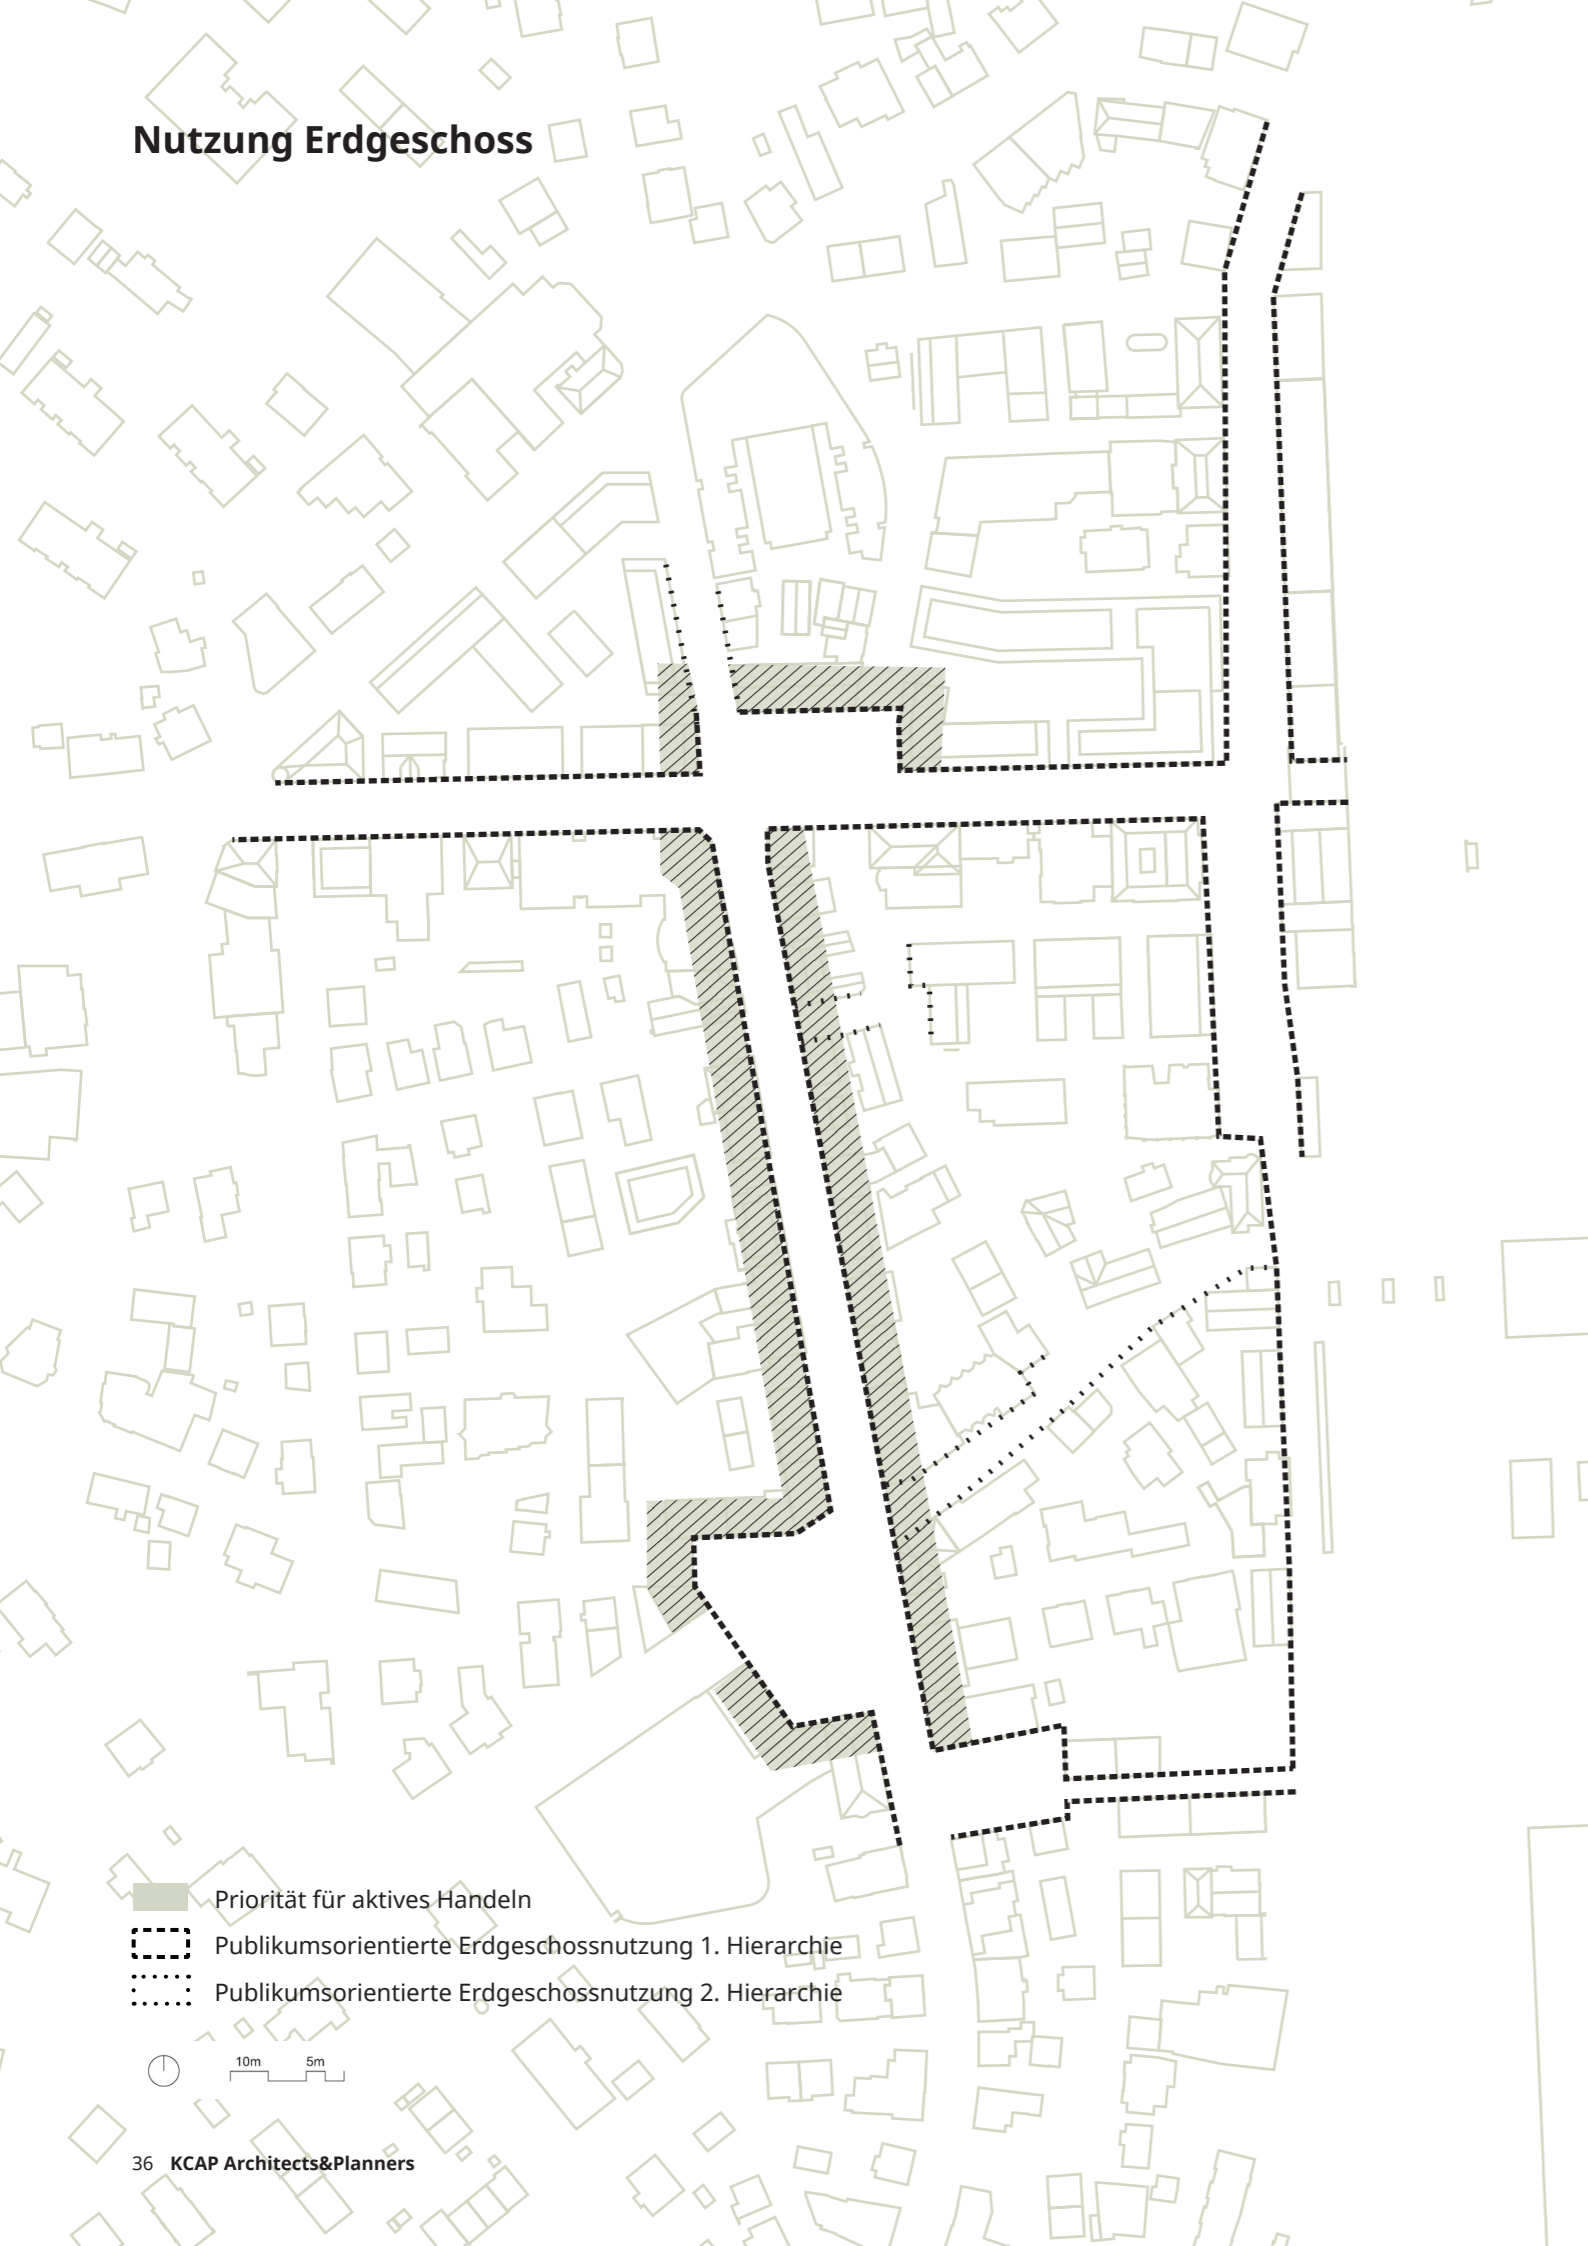 Nutzung Erdgeschoss
Priorität für aktives Handeln
Publikumsorientierte Erdgeschossnutzung 1. Hierarchie
Publikumsorientierte Erdgeschossnutzung 2. Hierarchie
10m 5m
36 KCAP Architects&Planners